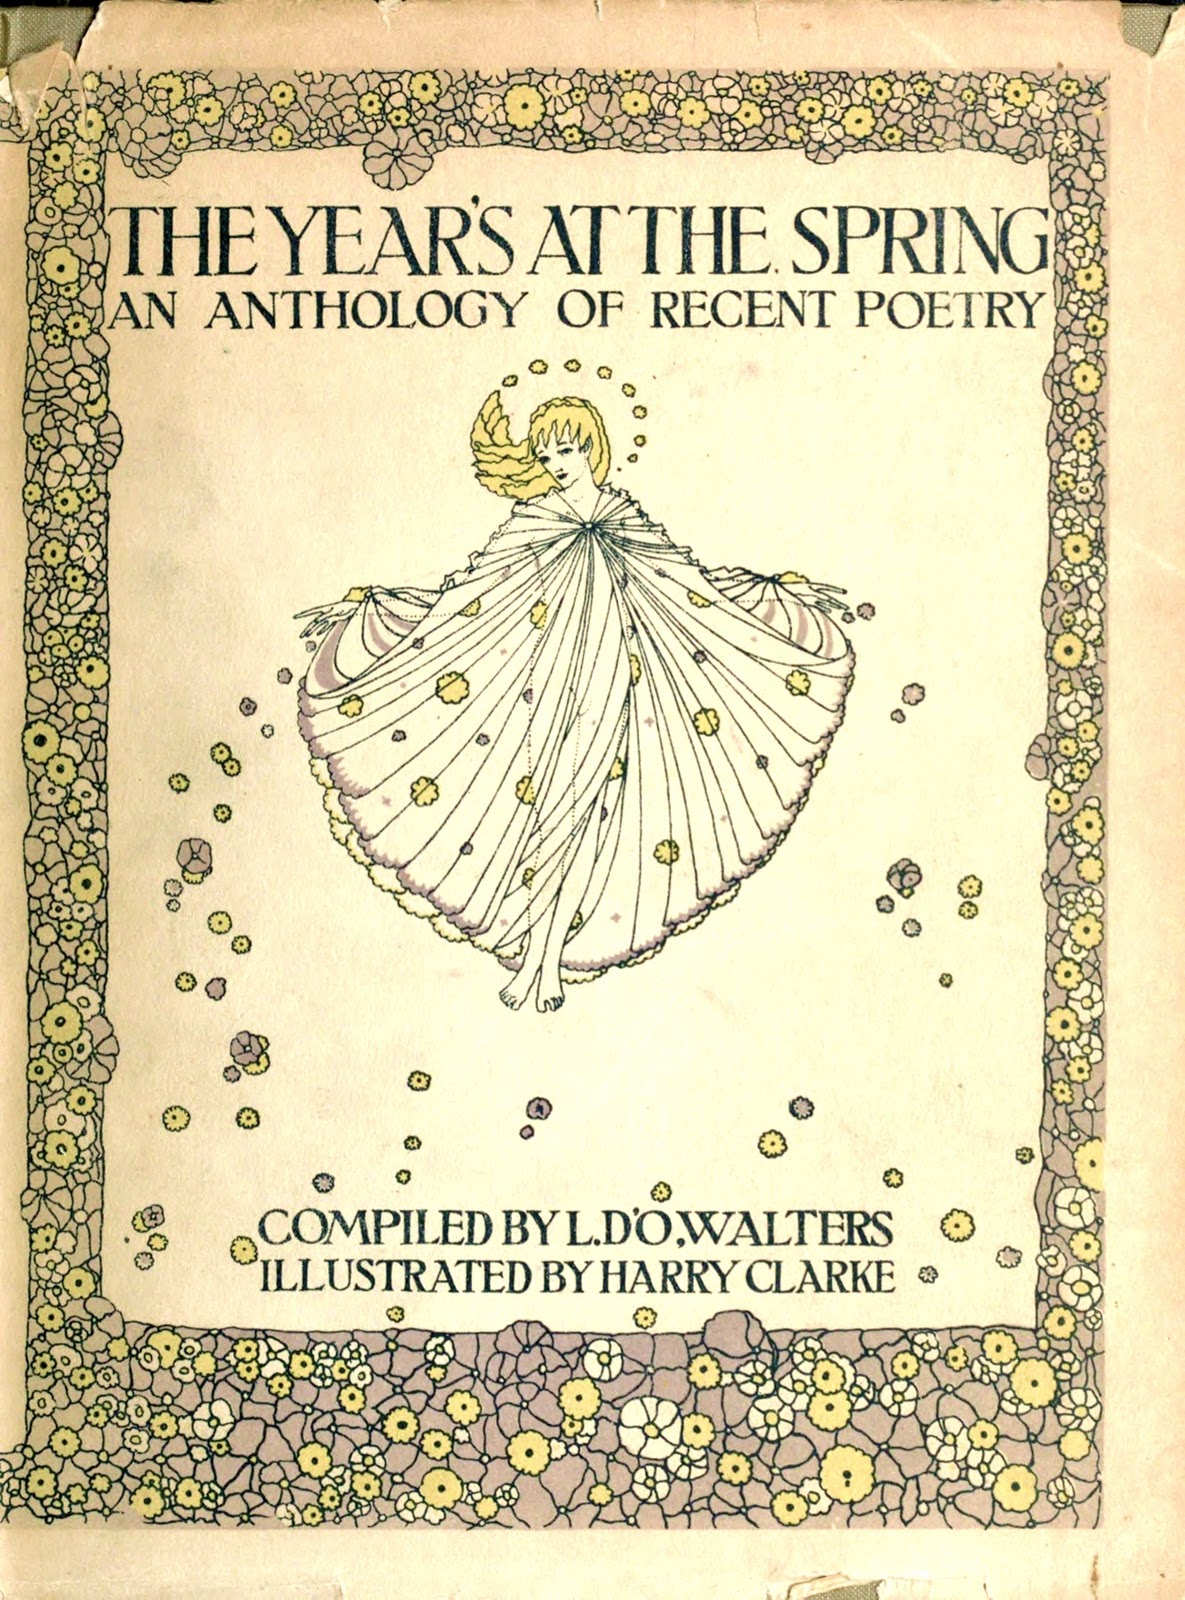 THE YEAR'S AT THE SPRING
AN ANTHOLOGY OF RECENT POETRY
COMPILED BY L. D'O, WALTERS
ILLUSTRATED BY HARRY CLARKE